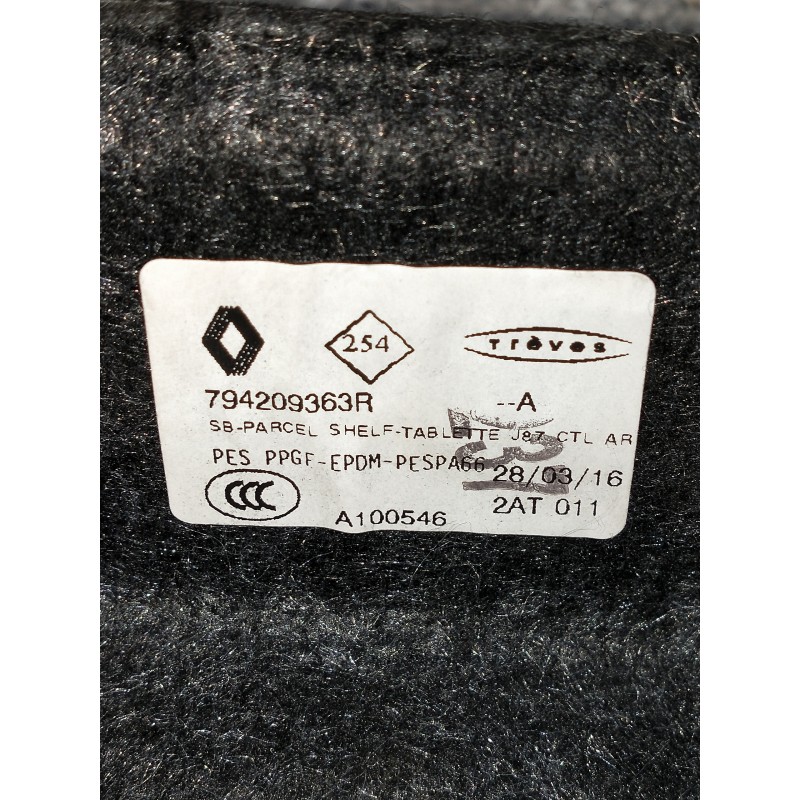 254
Trèves
794209363R --A
SB-PARCEL SHELF-TABLETTE J87 CTL AR
PES PPGF-EPDM-PESPA66 28/03/16
CCC A100546 2AT 011